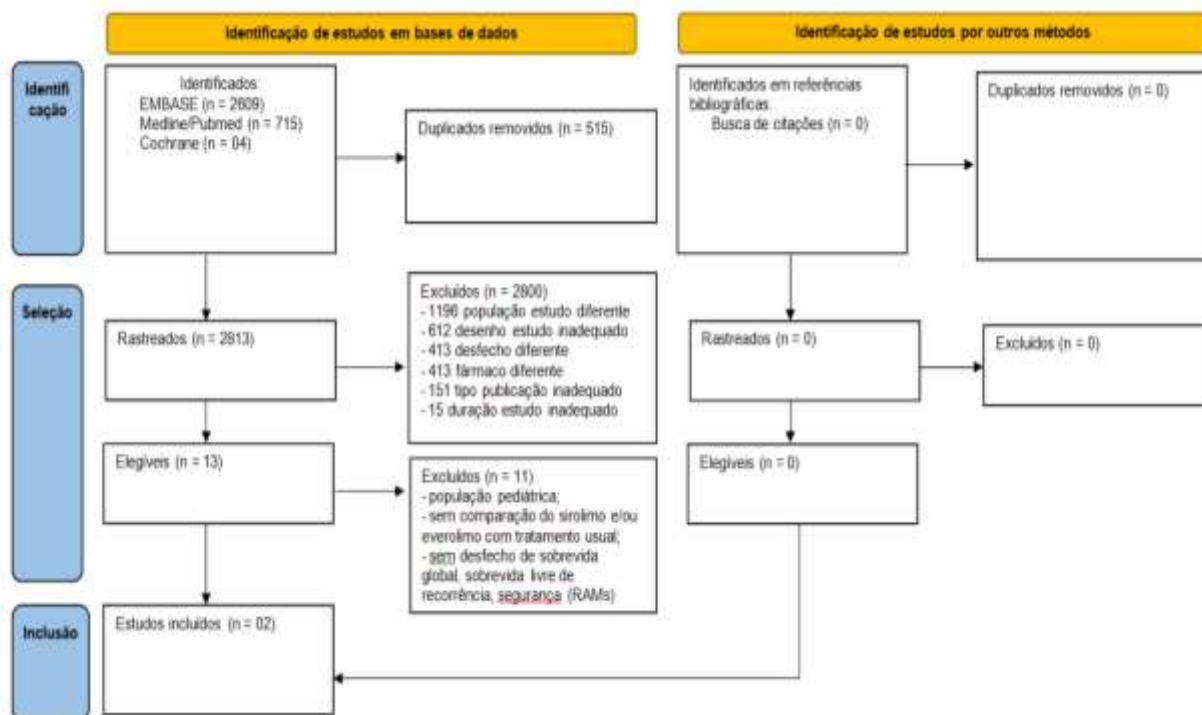 Identificação de estudos em bases de dados
Identificação de estudos por outros métodos
Identifi
cação
Identificados:
EMBASE (n = 2609)
Medline/Pubmed (n = 715)
Cochrane (n = 04)
Duplicados removidos (n = 515)
Identificados em referências
bibliográficas:
Busca de citações (n = 0)
Duplicados removidos (n = 0)
Seleção
Rastreados (n = 2813)
Excluídos (n = 2800)
- 1196 população estudo diferente
- 612 desenho estudo inadequado
- 413 desfecho diferente
- 413 fármaco diferente
- 151 tipo publicação inadequado
- 15 duração estudo inadequado
Rastreados (n = 0)
Excluídos (n = 0)
Elegíveis (n = 13)
Excluídos (n = 11)
- população pediátrica;
- sem comparação do sirolimo e/ou
everolimo com tratamento usual;
- sem desfecho de sobrevida
global, sobrevida livre de
recorrência, segurança (RAMs)
Elegíveis (n = 0)
Inclusão
Estudos incluídos (n = 02)